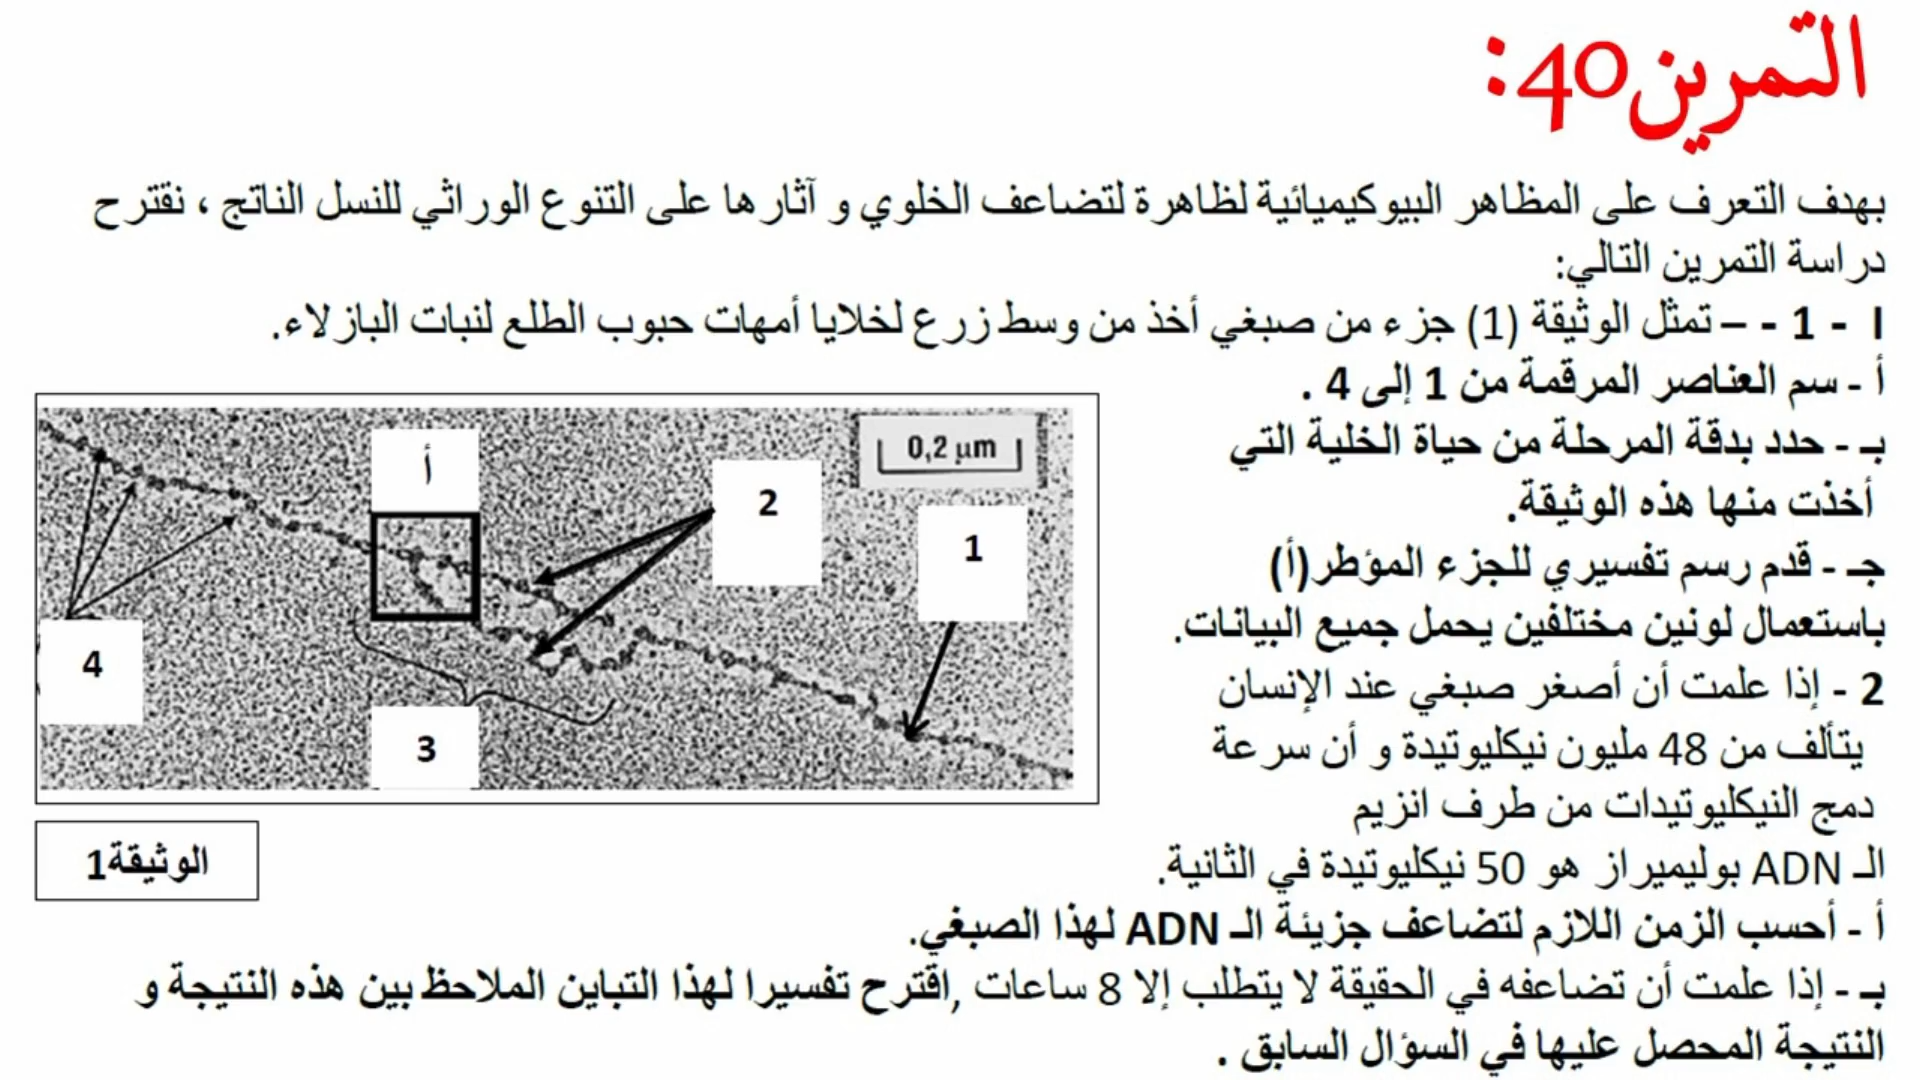 التمرين40:
بهدف التعرف على المظاهر البيوكيميائية لظاهرة لتضاعف الخلوي و آثارها على التنوع الوراثي للنسل الناتج ، نقترح
دراسة التمرين التالي:
I - 1 - – تمثل الوثيقة (1) جزء من صبغي أخذ من وسط زرع لخلايا أمهات حبوب الطلع لنبات البازلاء.
أ - سم العناصر المرقمة من 1 إلى 4 .
بـ - حدد بدقة المرحلة من حياة الخلية التي
أخذت منها هذه الوثيقة.
جـ - قدم رسم تفسيري للجزء المؤطر(أ)
باستعمال لونين مختلفين يحمل جميع البيانات.
2 - إذا علمت أن أصغر صبغي عند الإنسان
يتألف من 48 مليون نيكليوتيدة و أن سرعة
دمج النيكليوتيدات من طرف انزيم
الـ ADN بوليميراز هو 50 نيكليوتيدة في الثانية.
أ - أحسب الزمن اللازم لتضاعف جزيئة الـ ADN لهذا الصبغي.
بـ - إذا علمت أن تضاعفه في الحقيقة لا يتطلب إلا 8 ساعات ,اقترح تفسيرا لهذا التباين الملاحظ بين هذه النتيجة و
النتيجة المحصل عليها في السؤال السابق .
0,2 µm
أ
2
1
4
3
الوثيقة1